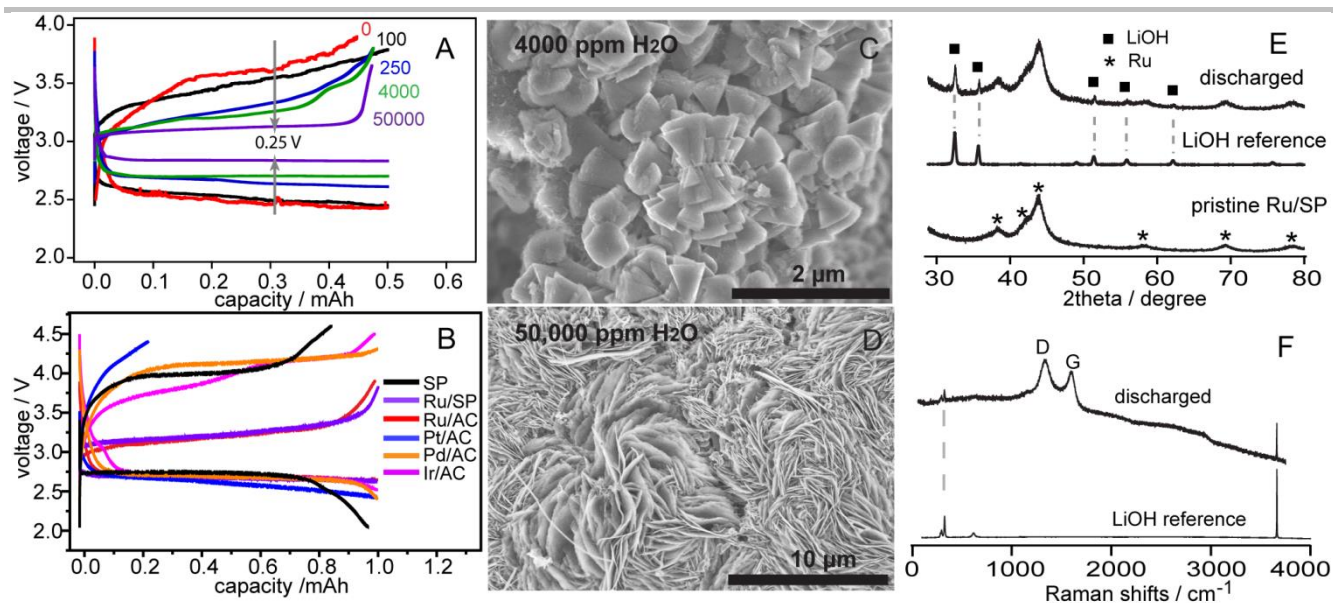 A
4.0
3.5
3.0
2.5
2.0
voltage / V
0
100
250
4000
50000
0.25 V
0.0 0.1 0.2 0.3 0.4 0.5 0.6
capacity / mAh
B
4.5
4.0
3.5
3.0
2.5
2.0
voltage / V
SP
Ru/SP
Ru/AC
Pt/AC
Pd/AC
Ir/AC
0.0 0.2 0.4 0.6 0.8 1.0 1.2
capacity /mAh
4000 ppm H2O
C
2 µm
50,000 ppm H2O
D
10 µm
E
LiOH
* Ru
discharged
LiOH reference
pristine Ru/SP
* * * * * *
30 40 50 60 70 80
2theta / degree
F
D
G
discharged
LiOH reference
0 1000 2000 3000 4000
Raman shifts / cm-1